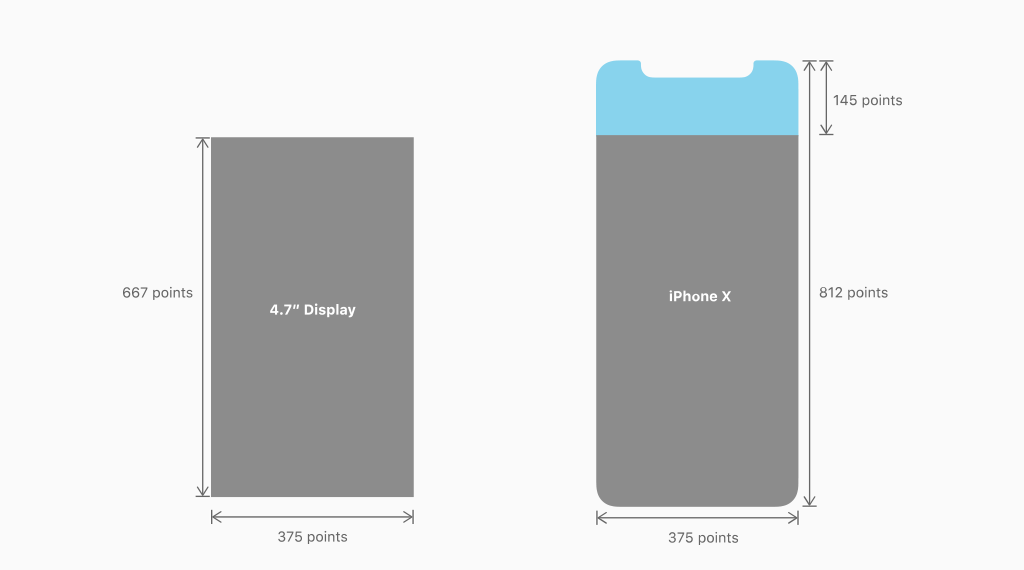 667 points
4.7″ Display
375 points
145 points
iPhone X
812 points
375 points